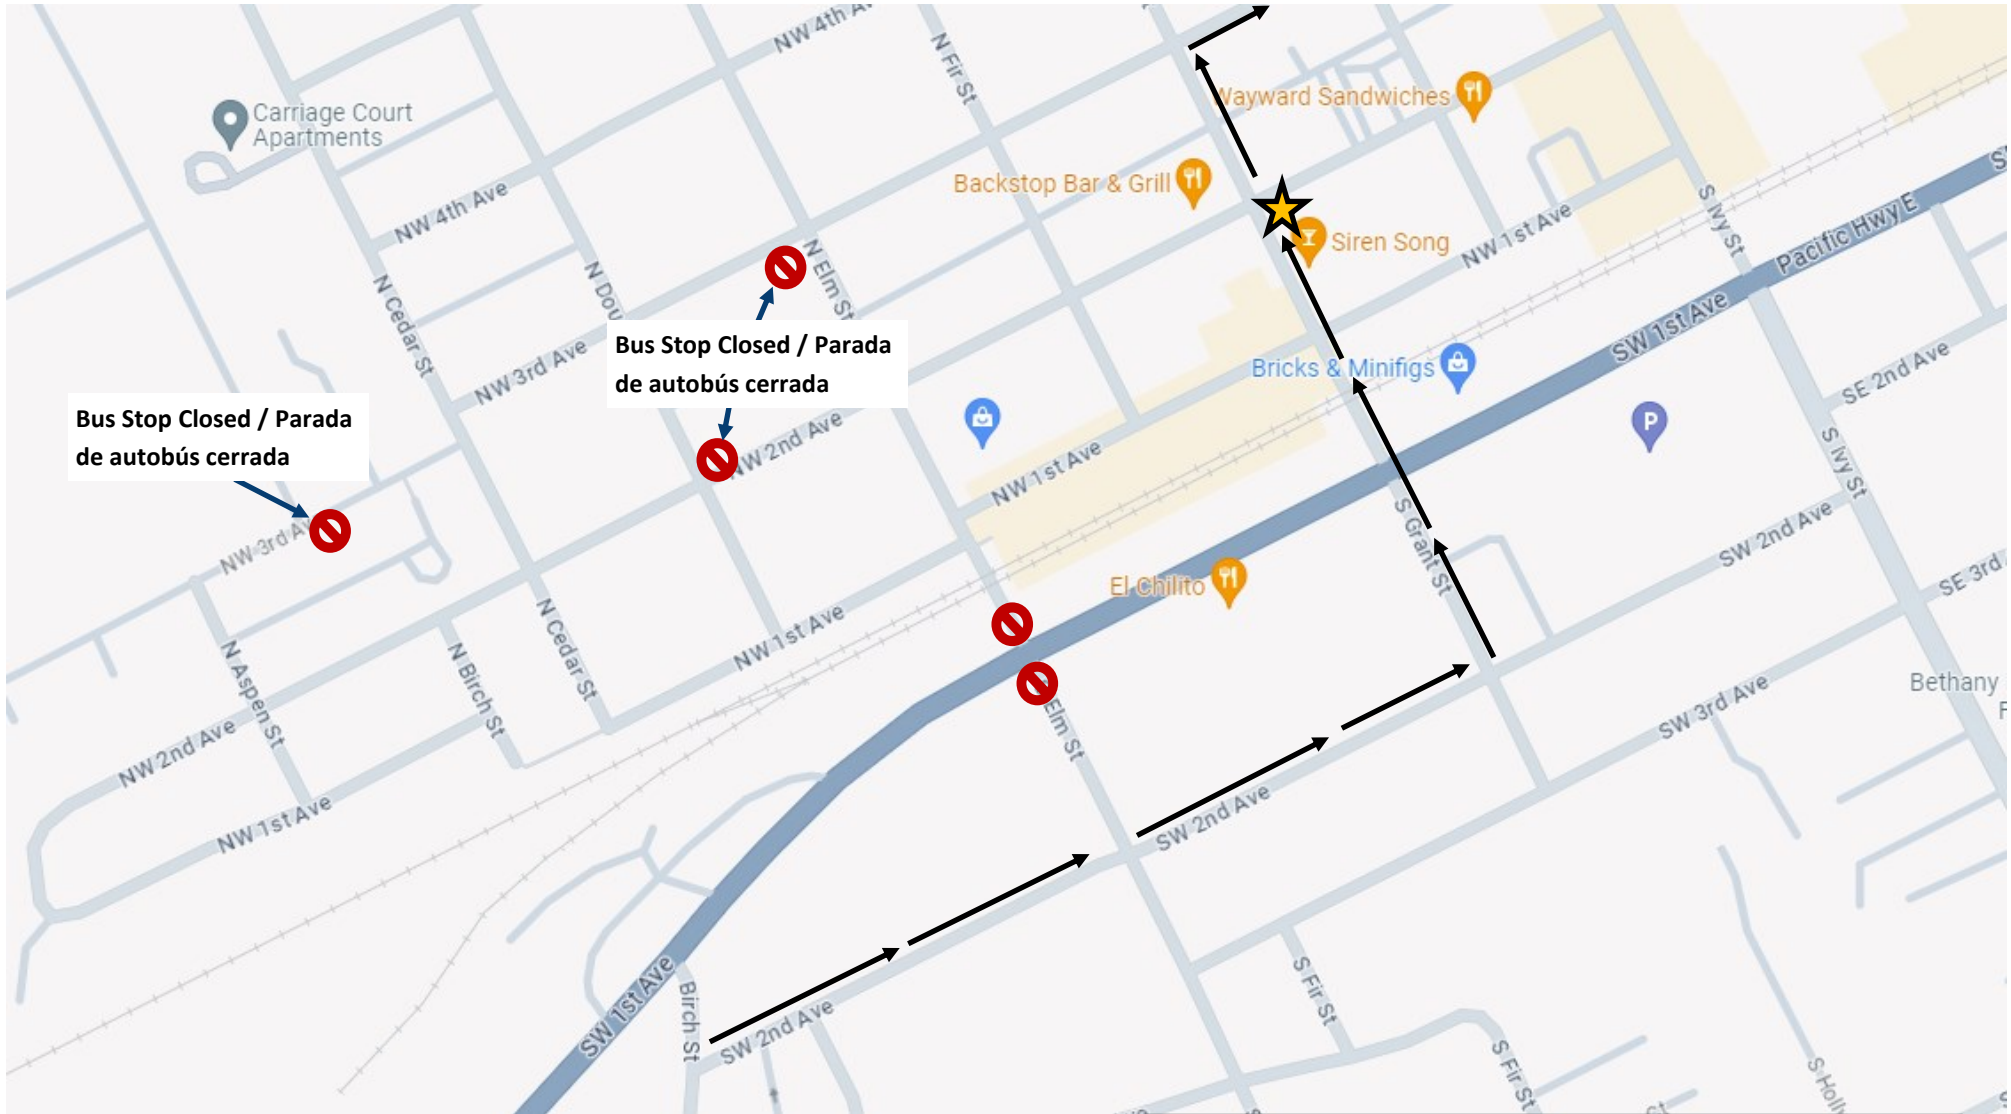 NW 4th A
N Fir St
Carriage Court
Apartments
Wayward Sandwiches
Backstop Bar & Grill
NW 4th Ave
Siren Song
S Ivy St
NW 1st Ave
Pacific Hwy E
N Elm St
N Cedar St
N Dou
Bus Stop Closed / Parada
de autobús cerrada
NW 3rd Ave
Bricks & Minifigs
SW 1st Ave
SE 2nd Ave
P
Bus Stop Closed / Parada
de autobús cerrada
NW 2nd Ave
NW 1st Ave
S Ivy St
NW 3rd A
S Grant St
SW 2nd Ave
El Chilito
SE 3rd
N Cedar St
NW 1st Ave
N Aspen St
N Birch St
Elm St
SW 3rd Ave
Bethany
F
NW 2nd Ave
NW 1st Ave
SW 2nd Ave
SW 1st Ave
Birch St
SW 2nd Ave
S Fir St
S Fir St
S Holly